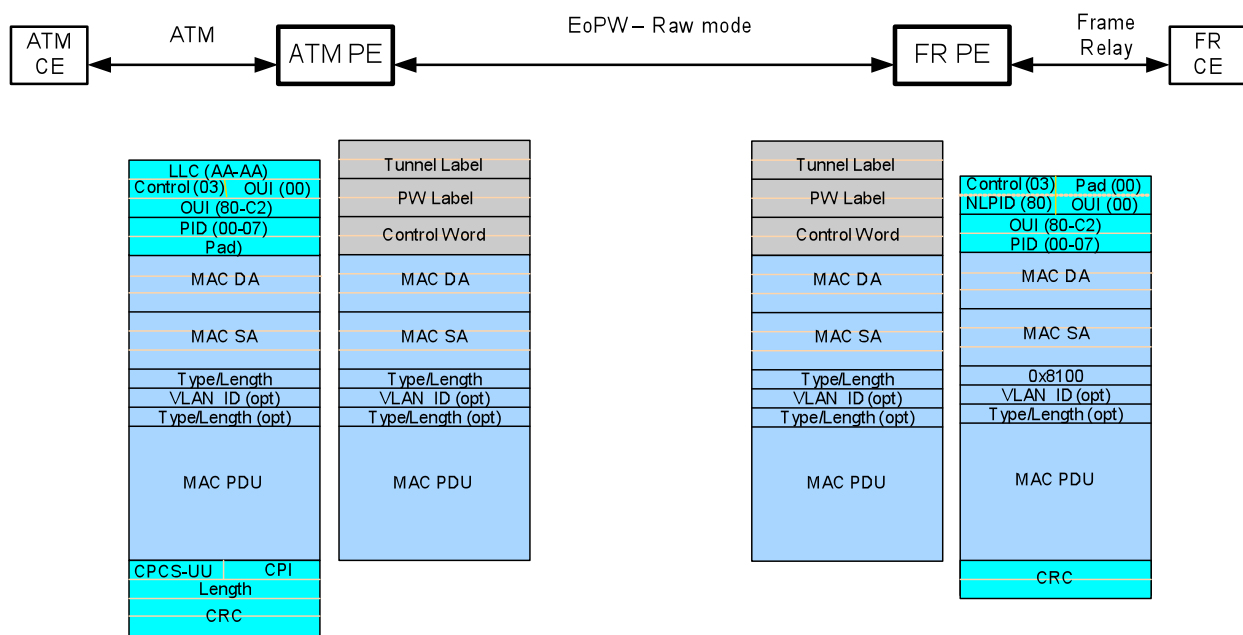 ATM
CE
ATM
ATM PE
EoPW – Raw mode
FR PE
Frame
Relay
FR
CE
LLC (AA-AA)
Control (03) OUI (00)
OUI (80-C2)
PID (00-07)
Pad)
MAC DA
MAC SA
Type/Length
VLAN ID (opt)
Type/Length (opt)
MAC PDU
CPCS-UU CPI
Length
CRC
Tunnel Label
PW Label
Control Word
MAC DA
MAC SA
Type/Length
VLAN ID (opt)
Type/Length (opt)
MAC PDU
Tunnel Label
PW Label
Control Word
MAC DA
MAC SA
Type/Length
VLAN ID (opt)
Type/Length (opt)
MAC PDU
Control (03) Pad (00)
NLPID (80) OUI (00)
OUI (80-C2)
PID (00-07)
MAC DA
MAC SA
0x8100
VLAN ID (opt)
Type/Length (opt)
MAC PDU
CRC